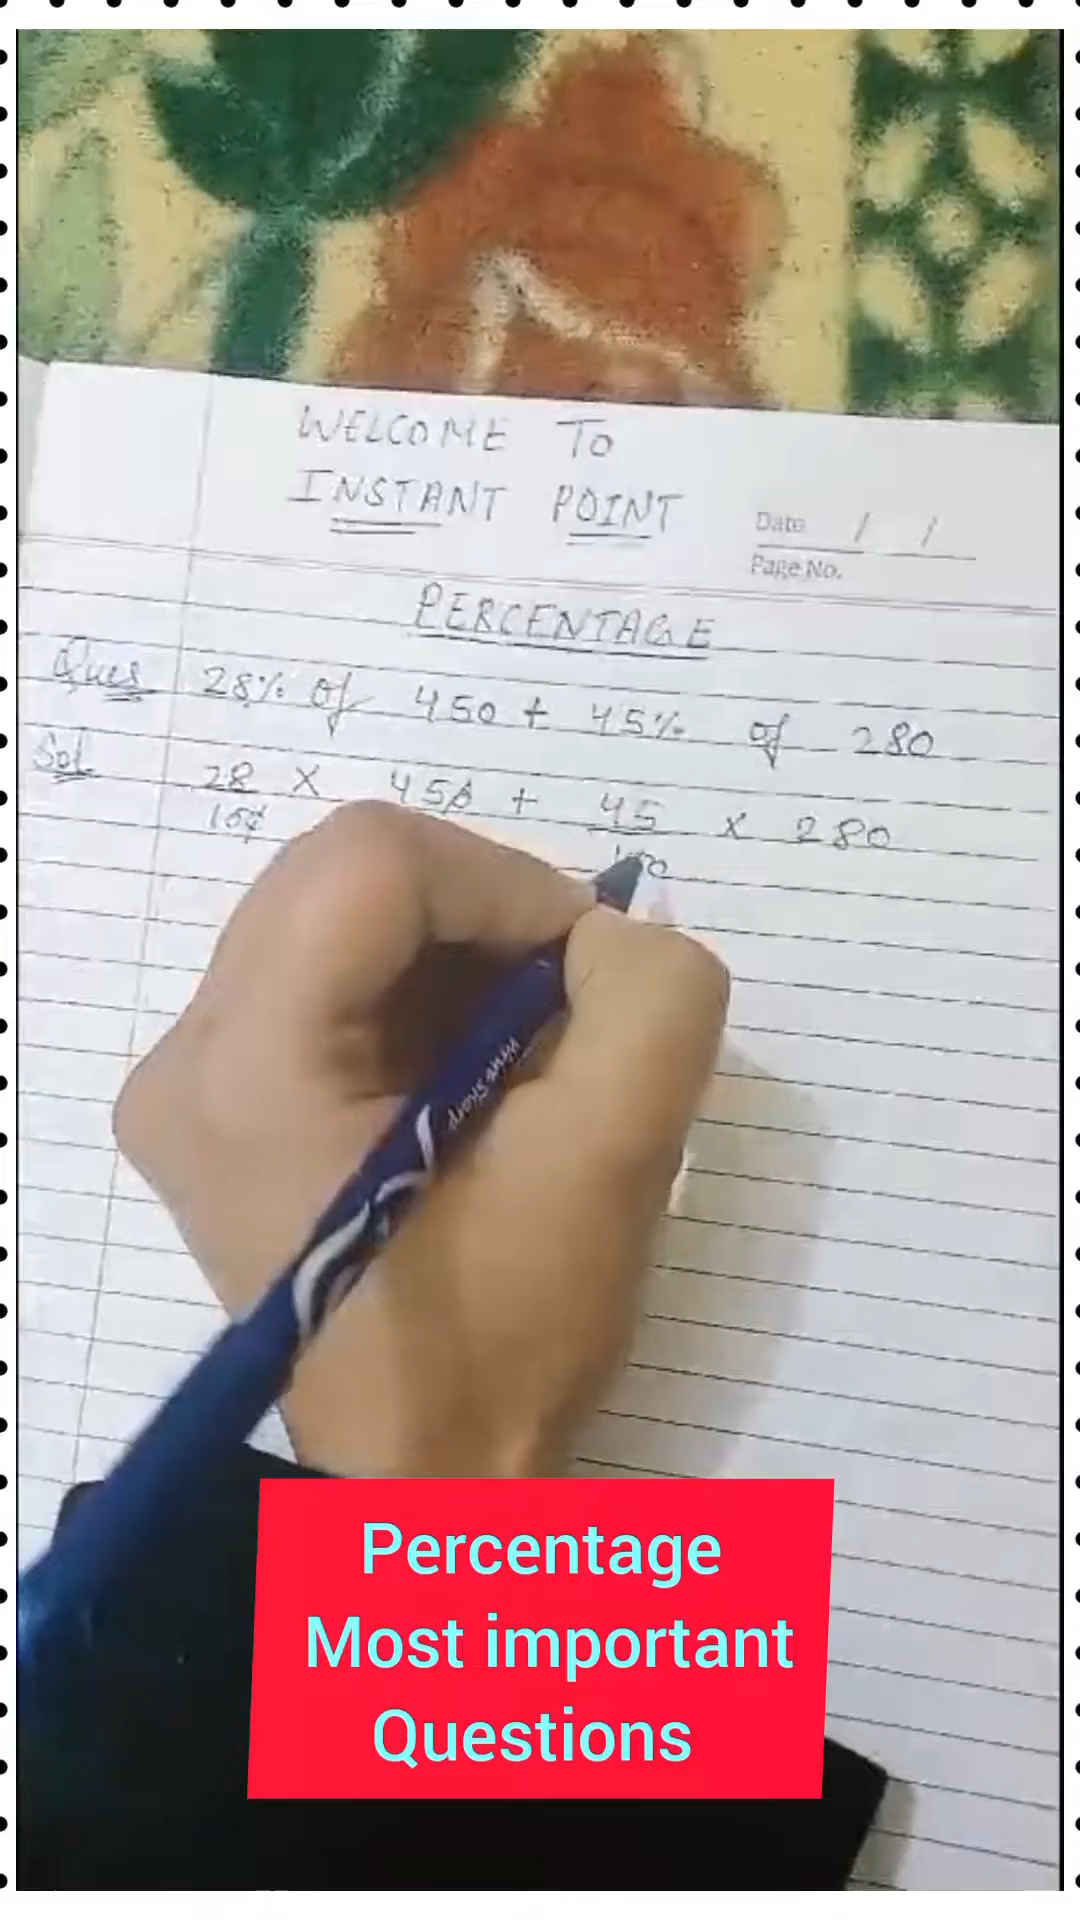 WELCOME TO
INSTANT POINT
Date / /
Page No.
PERCENTAGE
Ques 28% of 450 + 45% of 280
Sol 28 X 450 + 45 x 280
100 100
Percentage
Most important
Questions